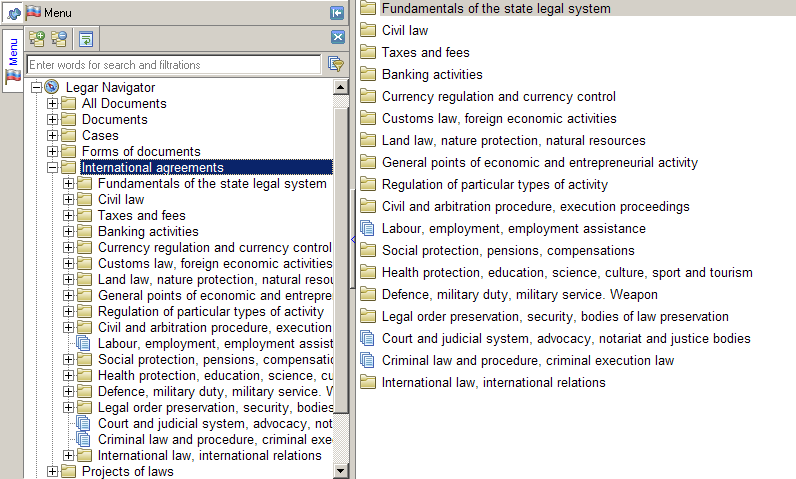 Menu
Menu
Enter words for search and filtrations
Legar Navigator
All Documents
Documents
Cases
Forms of documents
International agreements
Fundamentals of the state legal system
Civil law
Taxes and fees
Banking activities
Currency regulation and currency control
Customs law, foreign economic activities
Land law, nature protection, natural resou
General points of economic and entrepre
Regulation of particular types of activity
Civil and arbitration procedure, execution
Labour, employment, employment assist
Social protection, pensions, compensatio
Health protection, education, science, cu
Defence, military duty, military service. W
Legal order preservation, security, bodies
Court and judicial system, advocacy, not
Criminal law and procedure, criminal exe
International law, international relations
Projects of laws
Fundamentals of the state legal system
Civil law
Taxes and fees
Banking activities
Currency regulation and currency control
Customs law, foreign economic activities
Land law, nature protection, natural resources
General points of economic and entrepreneurial activity
Regulation of particular types of activity
Civil and arbitration procedure, execution proceedings
Labour, employment, employment assistance
Social protection, pensions, compensations
Health protection, education, science, culture, sport and tourism
Defence, military duty, military service. Weapon
Legal order preservation, security, bodies of law preservation
Court and judicial system, advocacy, notariat and justice bodies
Criminal law and procedure, criminal execution law
International law, international relations